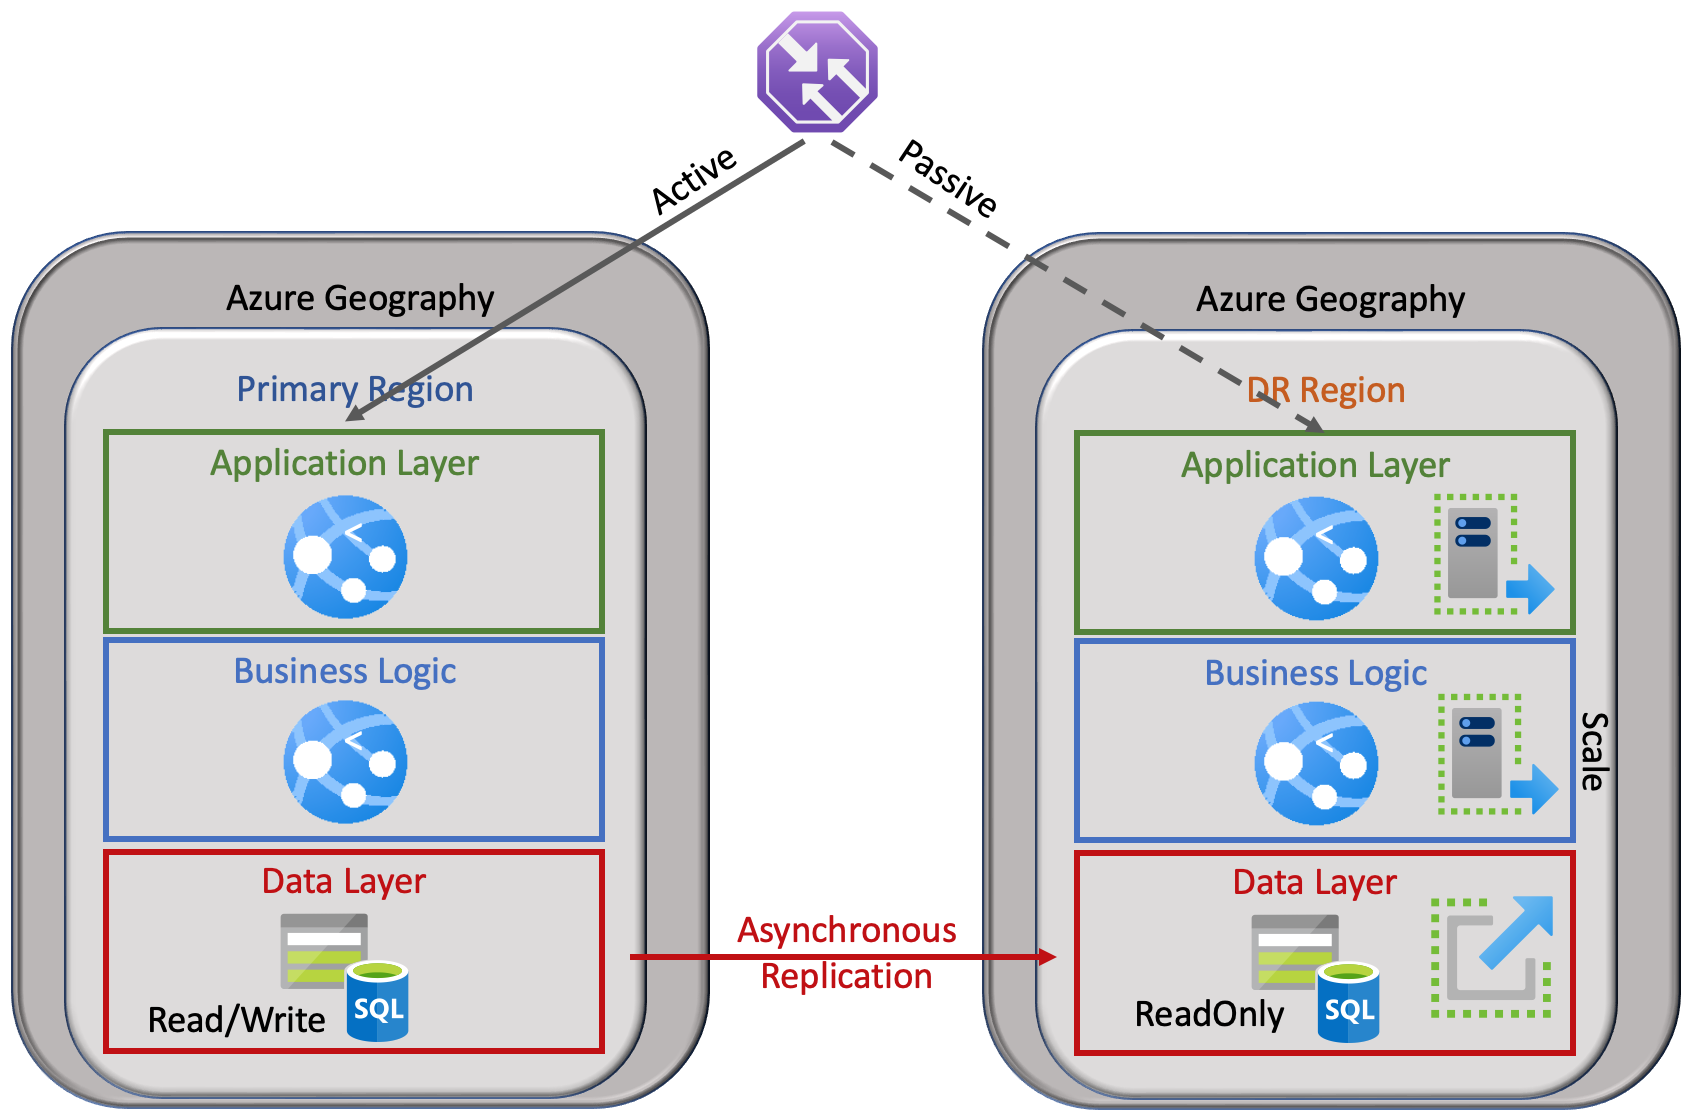 Active
Passive
Azure Geography
Primary Region
Application Layer
<
Business Logic
<
Data Layer
Read/Write
SQL
Asynchronous
Replication
Azure Geography
DR Region
Application Layer
<
Business Logic
<
Scale
Data Layer
ReadOnly
SQL